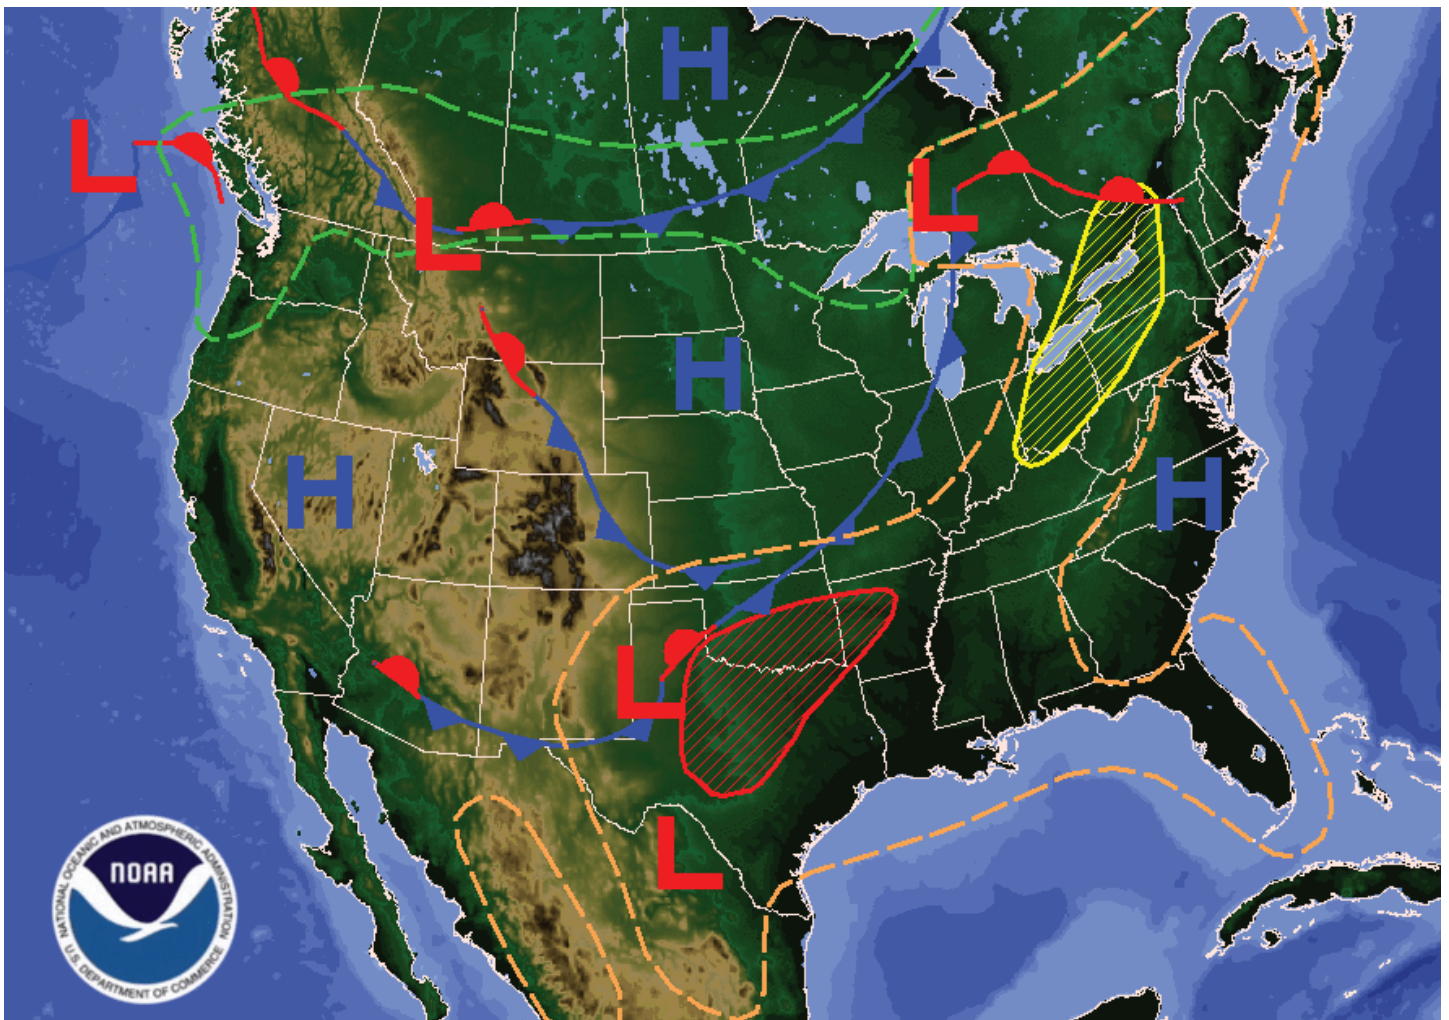 H
L
L
L
H
H
H
H
L
L
NOAA
NATIONAL OCEANIC AND ATMOSPHERIC ADMINISTRATION
U.S. DEPARTMENT OF COMMERCE